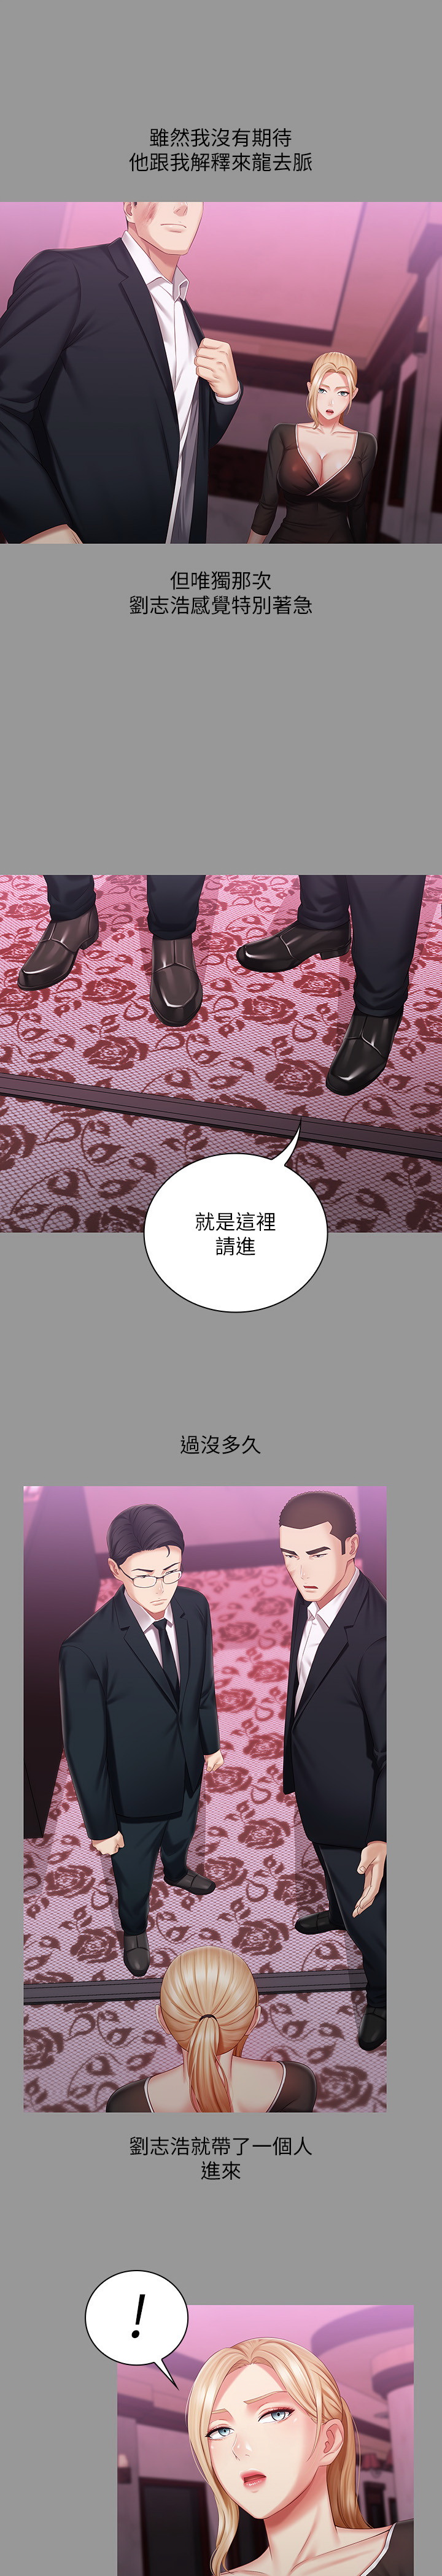 雖然我沒有期待
他跟我解釋來龍去脈
但唯獨那次
劉志浩感覺特別著急
就是這裡
請進
過沒多久
劉志浩就帶了一個人
進來
!